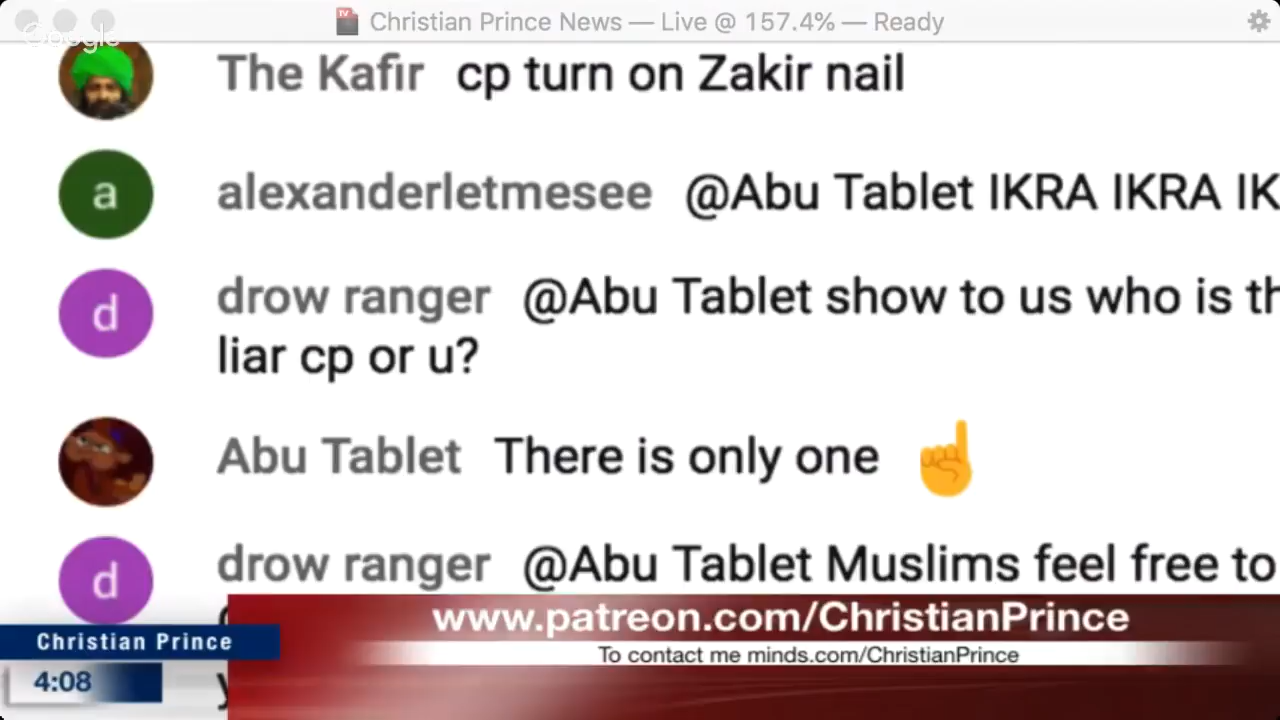 Christian Prince News — Live @ 157.4% — Ready
Google
The Kafir cp turn on Zakir nail
a
alexanderletmesee @Abu Tablet IKRA IKRA IK
d
drow ranger @Abu Tablet show to us who is th
liar cp or u?
Abu Tablet There is only one ☝
d
drow ranger @Abu Tablet Muslims feel free to
www.patreon.com/ChristianPrince
Christian Prince
To contact me minds.com/ChristianPrince
4:08